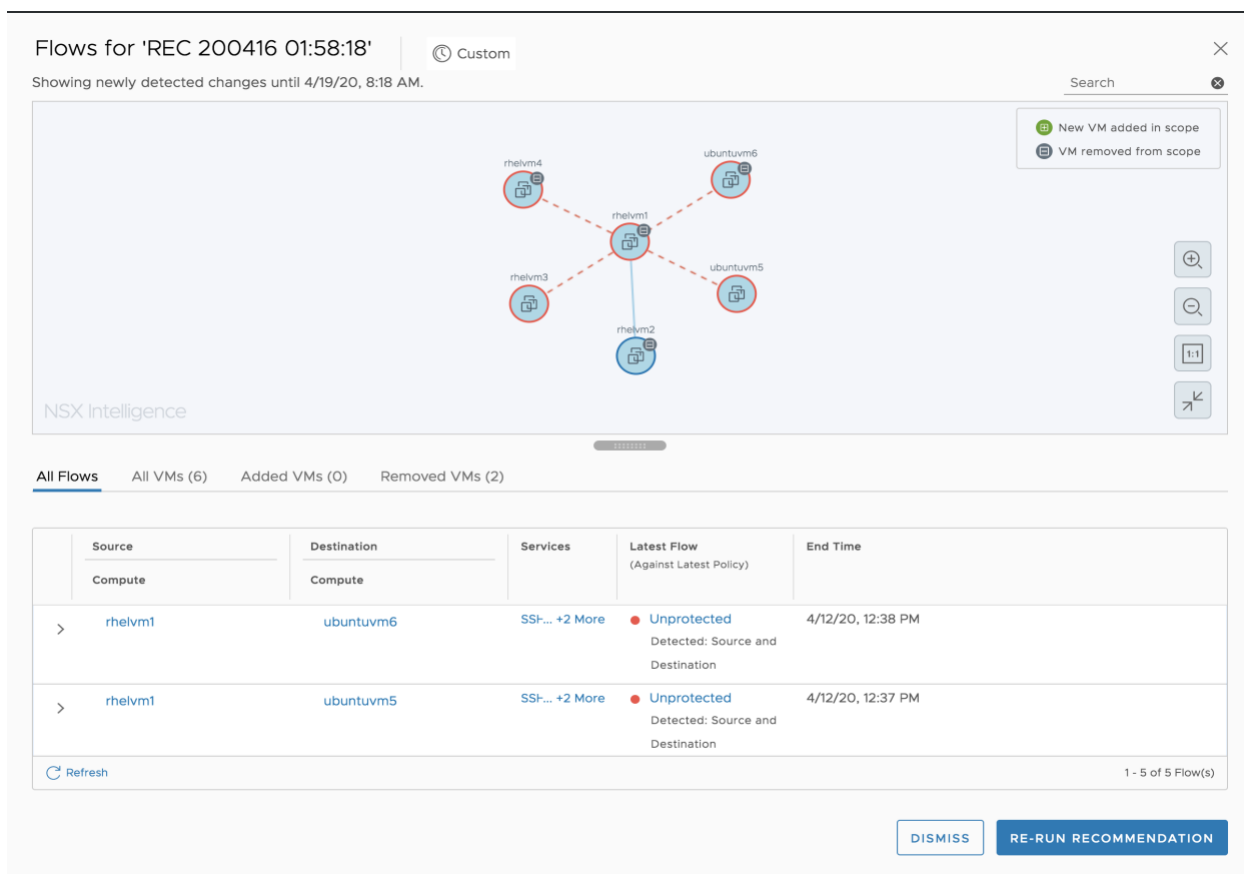 Flows for 'REC 200416 01:58:18'
Custom
Showing newly detected changes until 4/19/20, 8:18 AM.
Search
New VM added in scope
VM removed from scope
rhelvm4
ubuntuvm6
rhelvm1
rhelvm3
ubuntuvm5
rhelvm2
1:1
NSX Intelligence
All Flows
All VMs (6)
Added VMs (0)
Removed VMs (2)
Source
Destination
Services
Latest Flow
(Against Latest Policy)
End Time
Compute
Compute
rhelvm1
ubuntuvm6
SSH... +2 More
Unprotected
Detected: Source and
Destination
4/12/20, 12:38 PM
rhelvm1
ubuntuvm5
SSH... +2 More
Unprotected
Detected: Source and
Destination
4/12/20, 12:37 PM
Refresh
1 - 5 of 5 Flow(s)
DISMISS
RE-RUN RECOMMENDATION